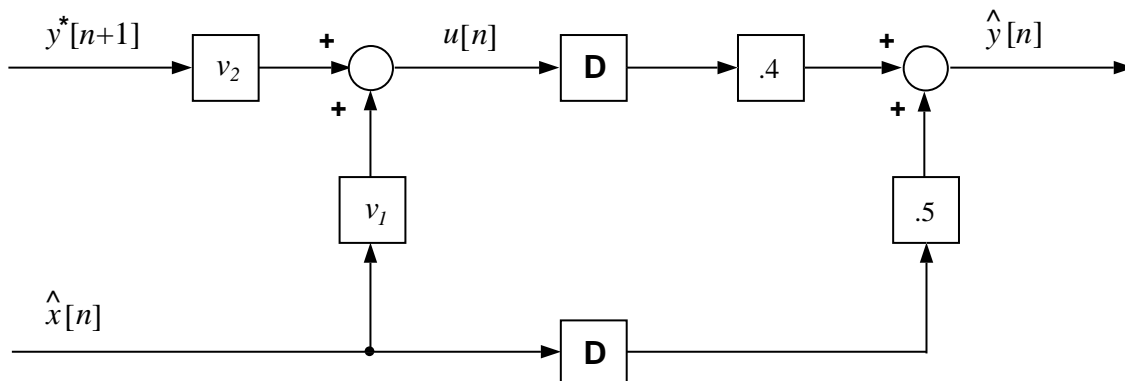 y*[n+1]
v₂
+
+
u[n]
D
.4
+
+
ŷ[n]
v₁
.5
x̂[n]
D